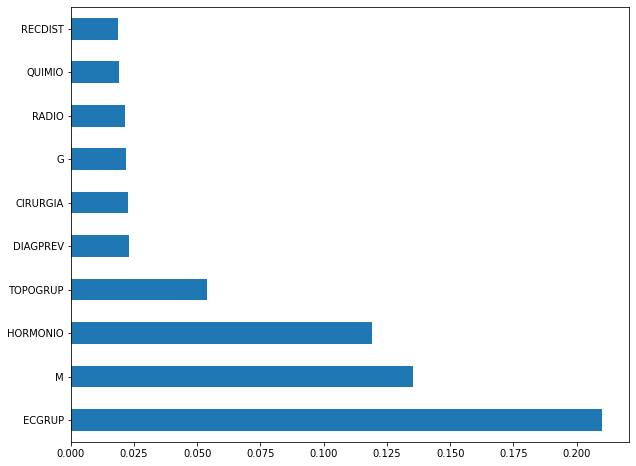 RECDIST
QUIMIO
RADIO
G
CIRURGIA
DIAGPREV
TOPOGRUP
HORMONIO
M
ECGRUP
0.000 0.025 0.050 0.075 0.100 0.125 0.150 0.175 0.200